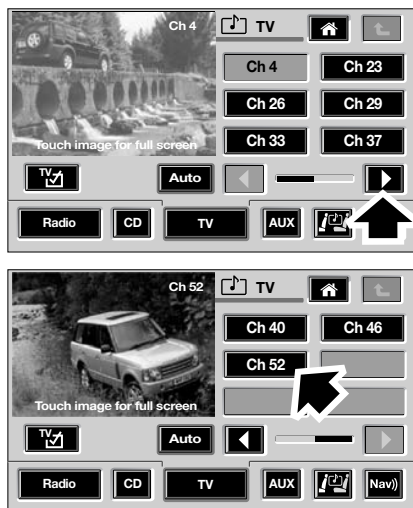 Ch 4
TV
Ch 4
Ch 23
Ch 26
Ch 29
Ch 33
Ch 37
Touch image for full screen
TV
Auto
Radio
CD
TV
AUX
Ch 52
TV
Ch 40
Ch 46
Ch 52
Touch image for full screen
TV
Auto
Radio
CD
TV
AUX
Nav))